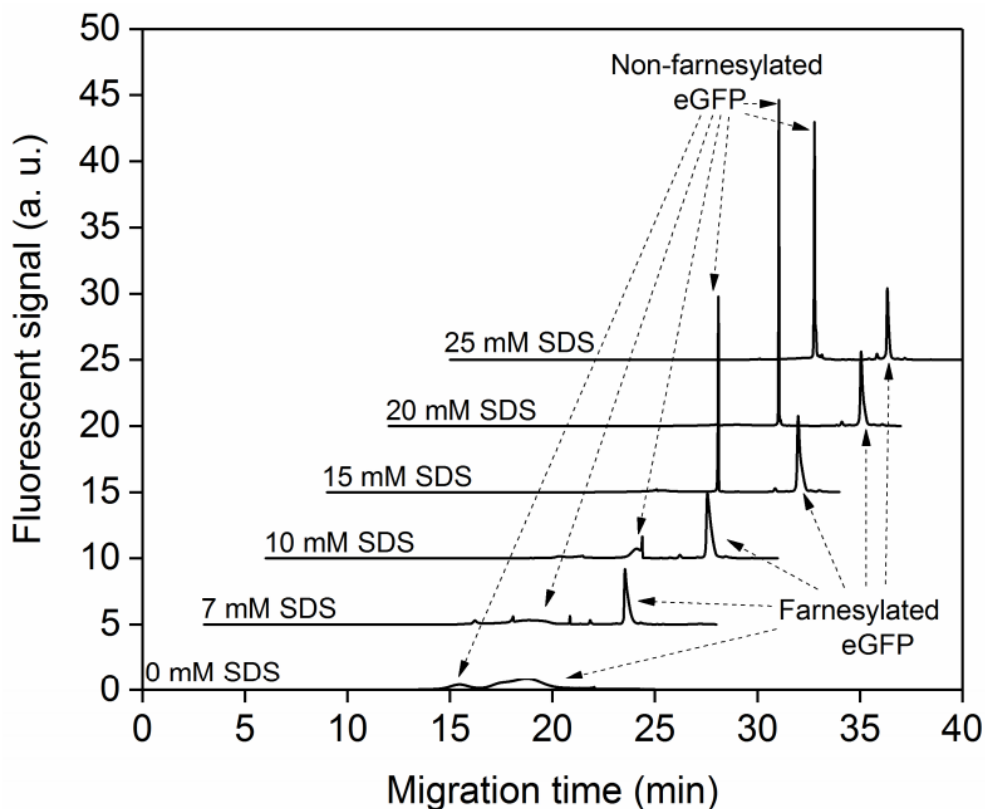 50
45
40
35
30
25
20
15
10
5
0
Fluorescent signal (a. u.)
Non-farnesylated
eGFP
25 mM SDS
20 mM SDS
15 mM SDS
10 mM SDS
7 mM SDS
0 mM SDS
Farnesylated
eGFP
0 5 10 15 20 25 30 35 40
Migration time (min)